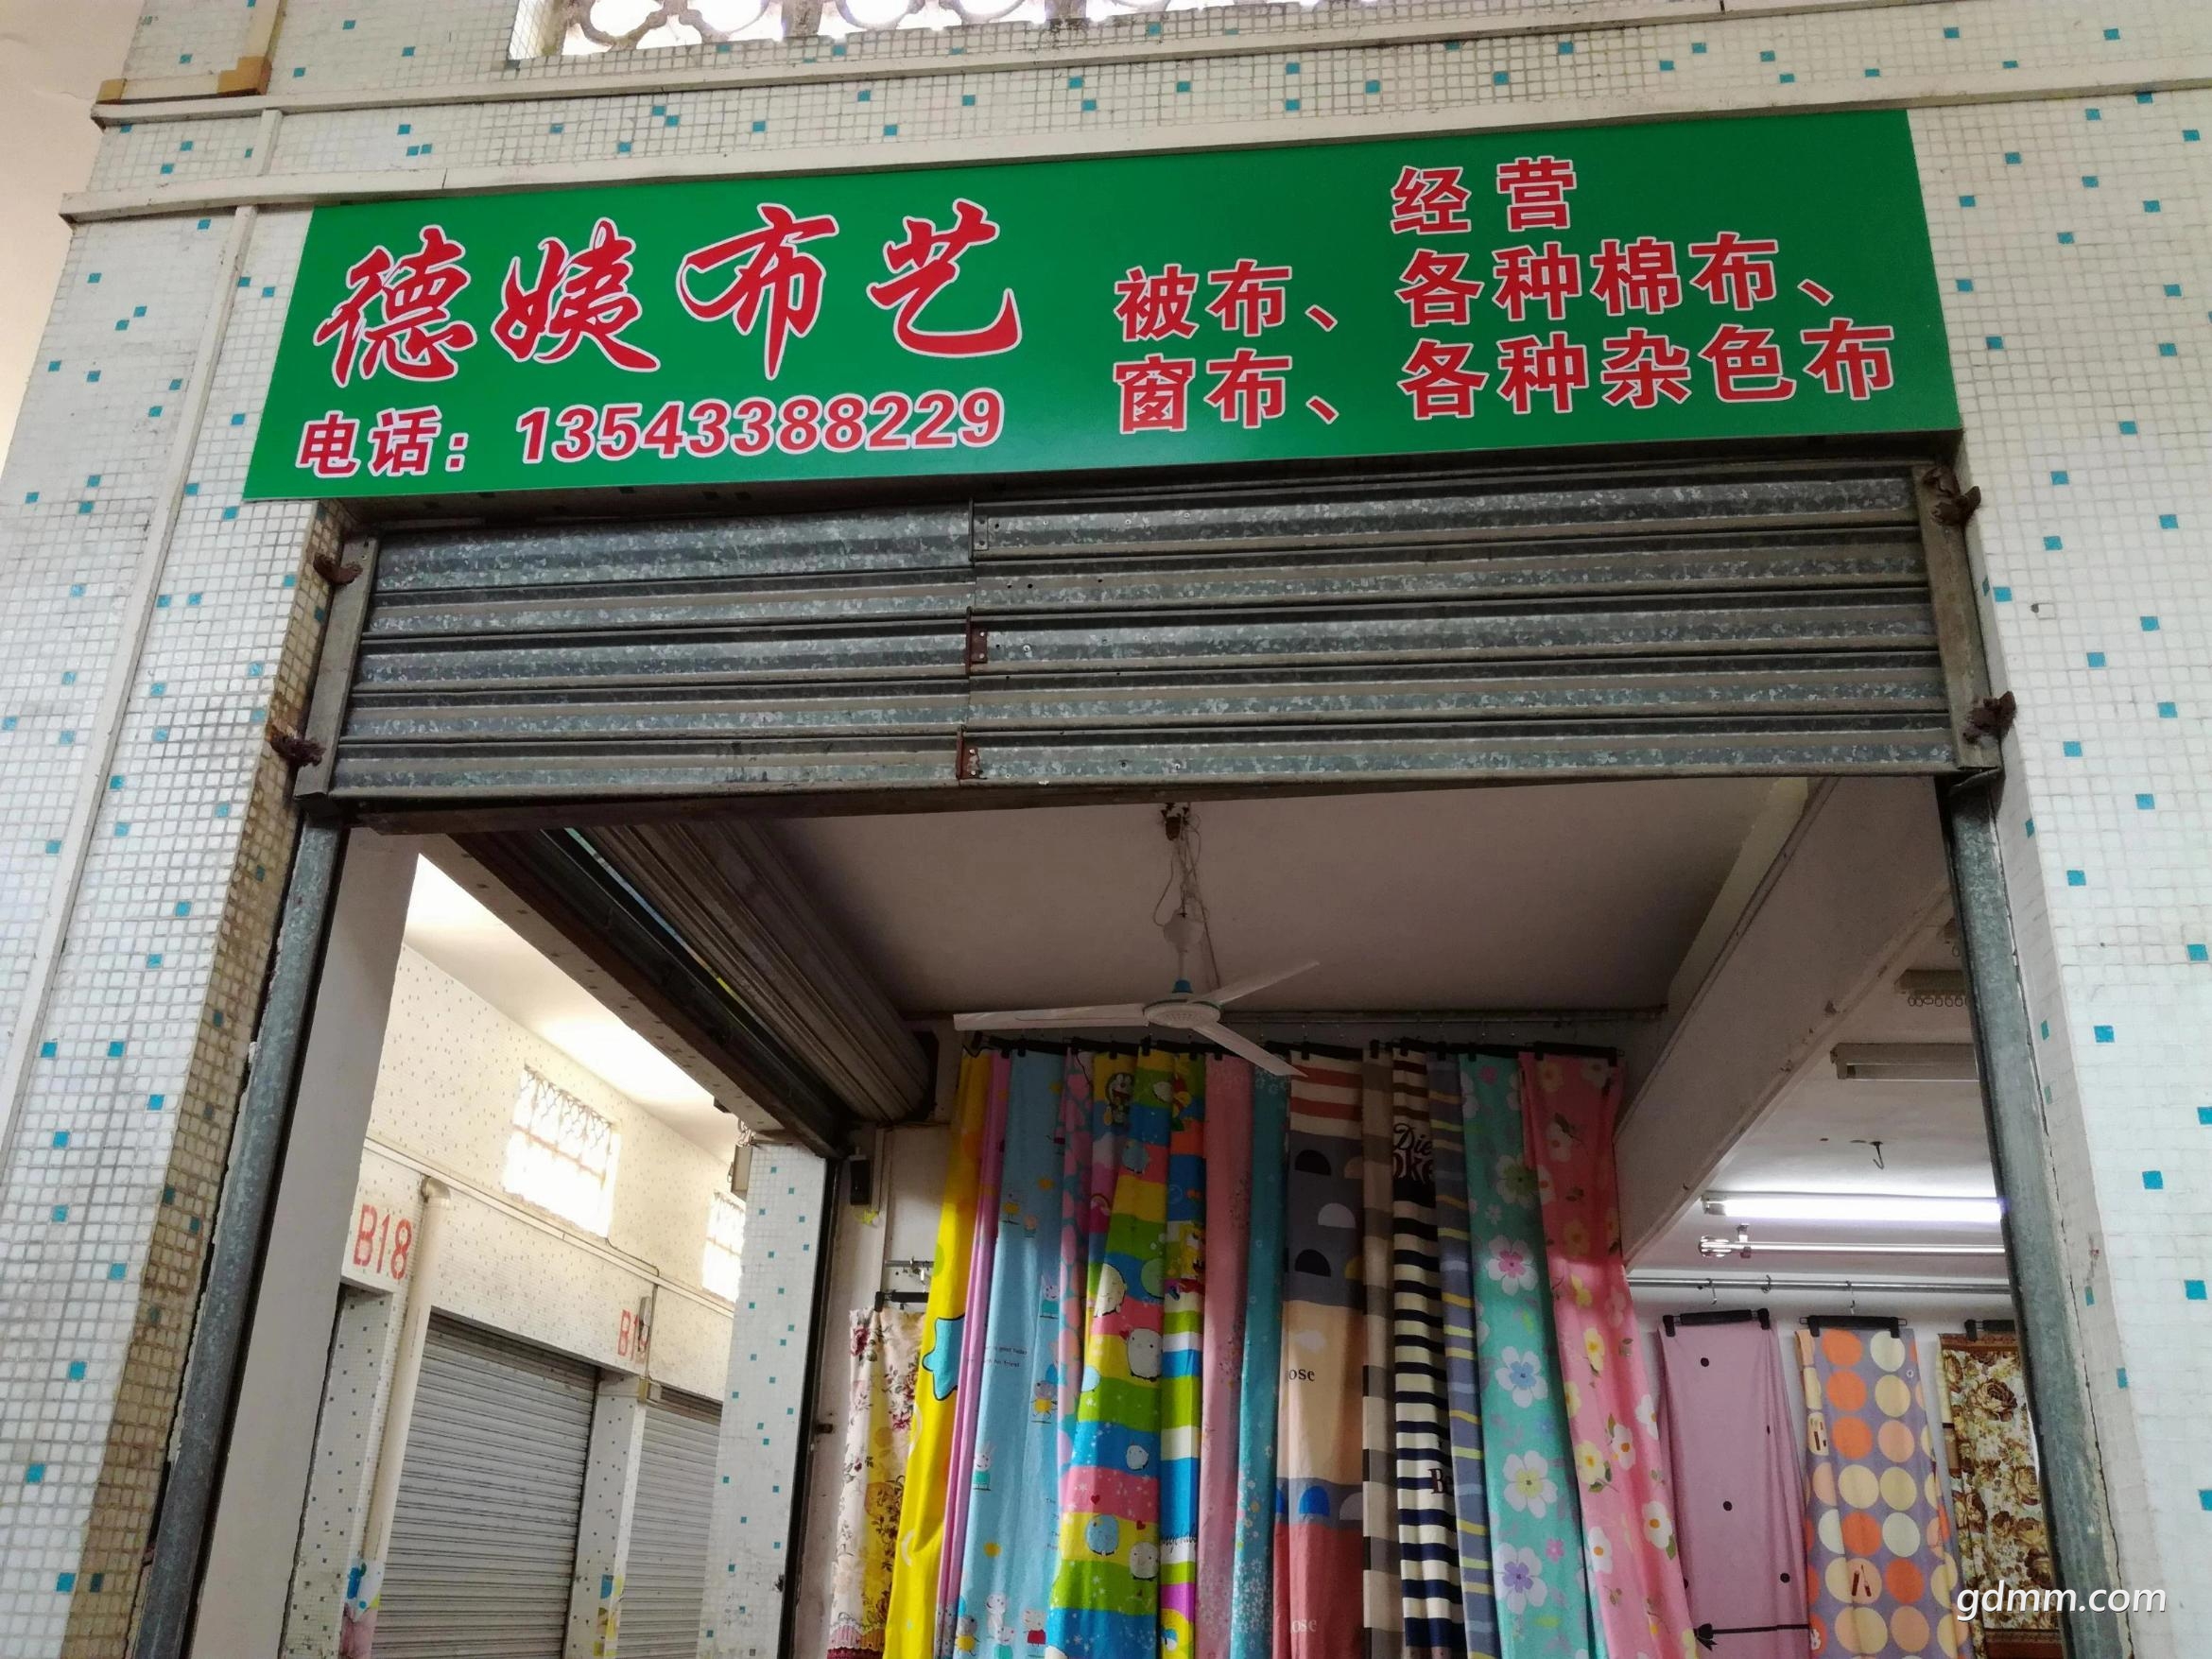 德姨布艺
电话：13543388229
经营
被布、各种棉布、
窗布、各种杂色布
B18
ose
gdmm.com